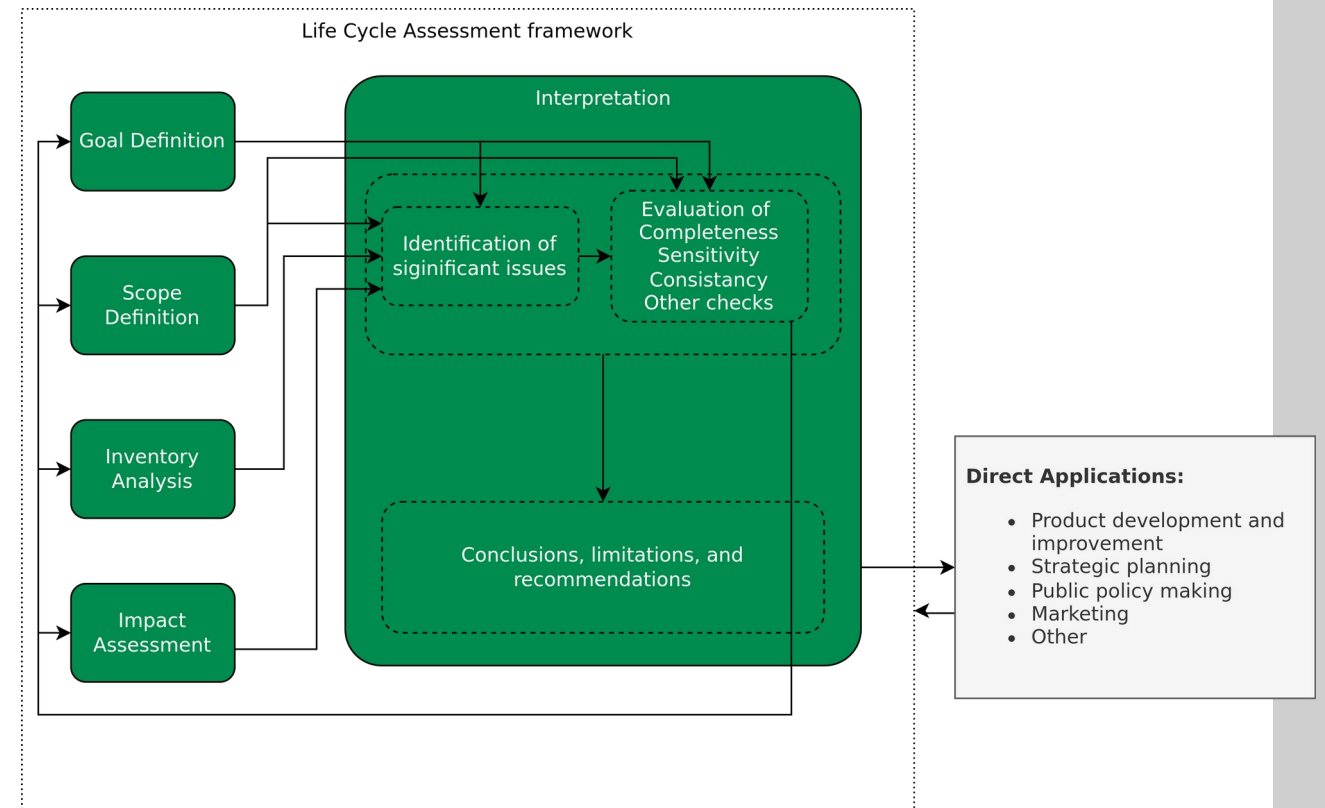 Life Cycle Assessment framework
Interpretation
Goal Definition
Scope
Definition
Inventory
Analysis
Impact
Assessment
Identification of
siginificant issues
Evaluation of
Completeness
Sensitivity
Consistancy
Other checks
Conclusions, limitations, and
recommendations
Direct Applications:
• Product development and
improvement
• Strategic planning
• Public policy making
• Marketing
• Other